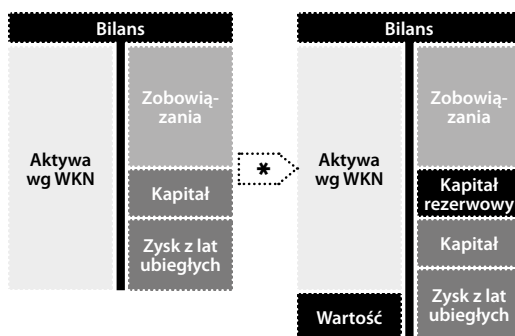 Bilans
Aktywa
wg WKN
Zobowią-
zania
Kapitał
Zysk z lat
ubiegłych
*
Bilans
Aktywa
wg WKN
Wartość
Zobowią-
zania
Kapitał
rezerwowy
Kapitał
Zysk z lat
ubiegłych